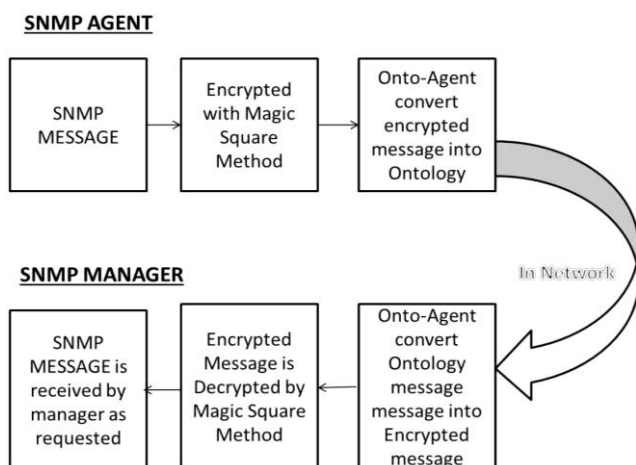 SNMP AGENT
SNMP
MESSAGE
Encrypted
with Magic
Square
Method
Onto-Agent
convert
encrypted
message into
Ontology
In Network
SNMP MANAGER
SNMP
MESSAGE is
received by
manager as
requested
Encrypted
Message is
Decrypted by
Magic Square
Method
Onto-Agent
convert
Ontology
message
message into
Encrypted
message